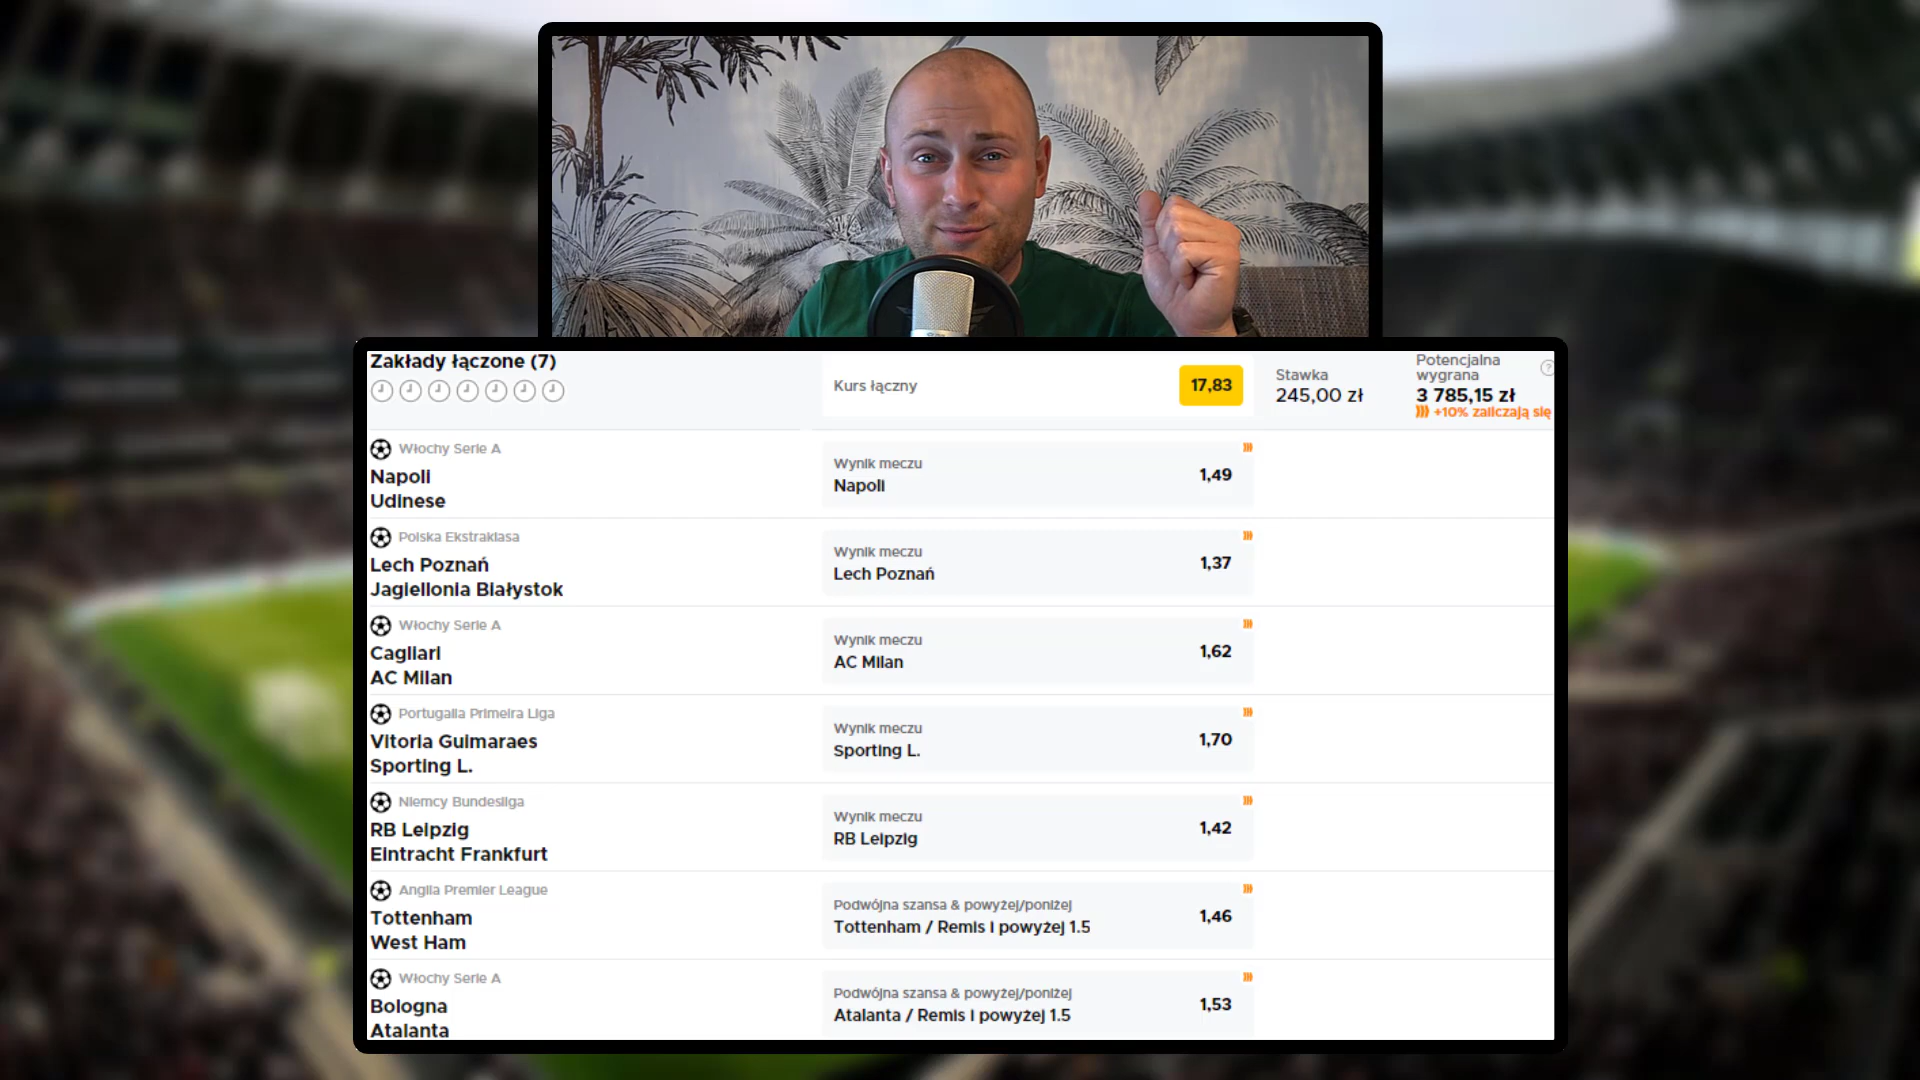 Zakłady łączone (7)
Kurs łączny
17,83
Stawka
245,00 zł
Potencjalna
wygrana
?
3 785,15 zł
+10% zaliczają się
Włochy Serie A
Napoli
Udinese
Wynik meczu
Napoli
1,49
Polska Ekstraklasa
Lech Poznań
Jagiellonia Białystok
Wynik meczu
Lech Poznań
1,37
Włochy Serie A
Cagliari
AC Milan
Wynik meczu
AC Milan
1,62
Portugalia Primeira Liga
Vitoria Guimaraes
Sporting L.
Wynik meczu
Sporting L.
1,70
Niemcy Bundesliga
RB Leipzig
Eintracht Frankfurt
Wynik meczu
RB Leipzig
1,42
Anglia Premier League
Tottenham
West Ham
Podwójna szansa & powyżej/poniżej
Tottenham / Remis i powyżej 1.5
1,46
Włochy Serie A
Bologna
Atalanta
Podwójna szansa & powyżej/poniżej
Atalanta / Remis i powyżej 1.5
1,53